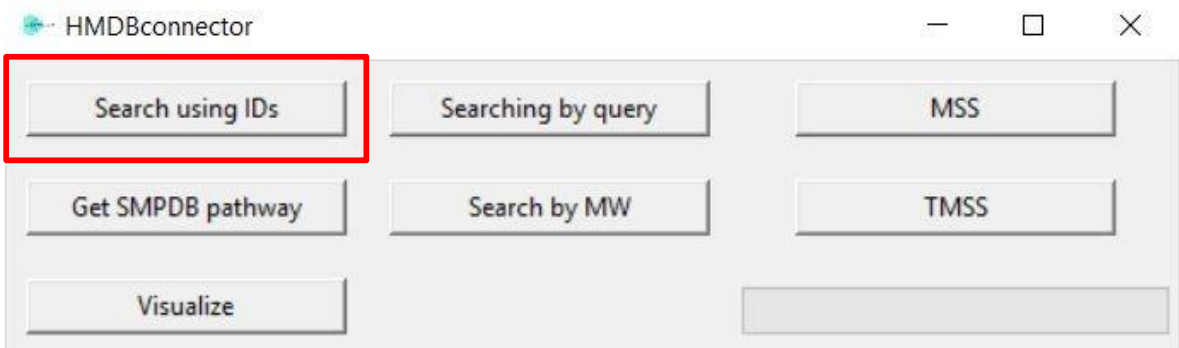 HMDBconnector
Search using IDs
Searching by query
MSS
Get SMPDB pathway
Search by MW
TMSS
Visualize